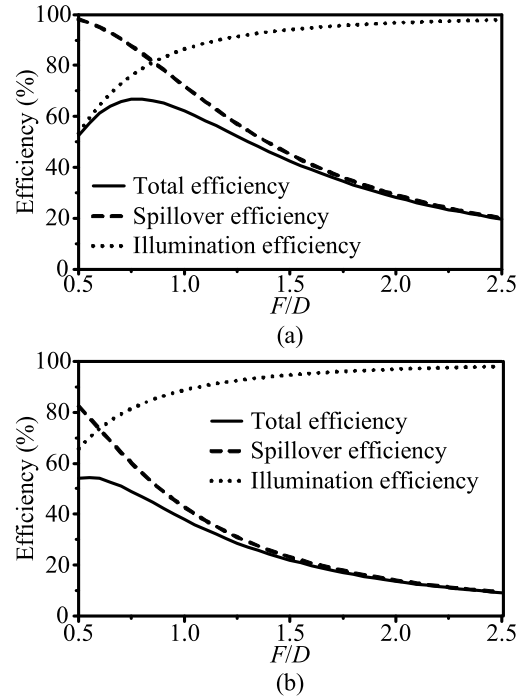 Efficiency (%)
100
80
60
40
20
0
Total efficiency
Spillover efficiency
Illumination efficiency
0.5 1.0 1.5 2.0 2.5
F/D
(a)
Efficiency (%)
100
80
60
40
20
0
Total efficiency
Spillover efficiency
Illumination efficiency
0.5 1.0 1.5 2.0 2.5
F/D
(b)